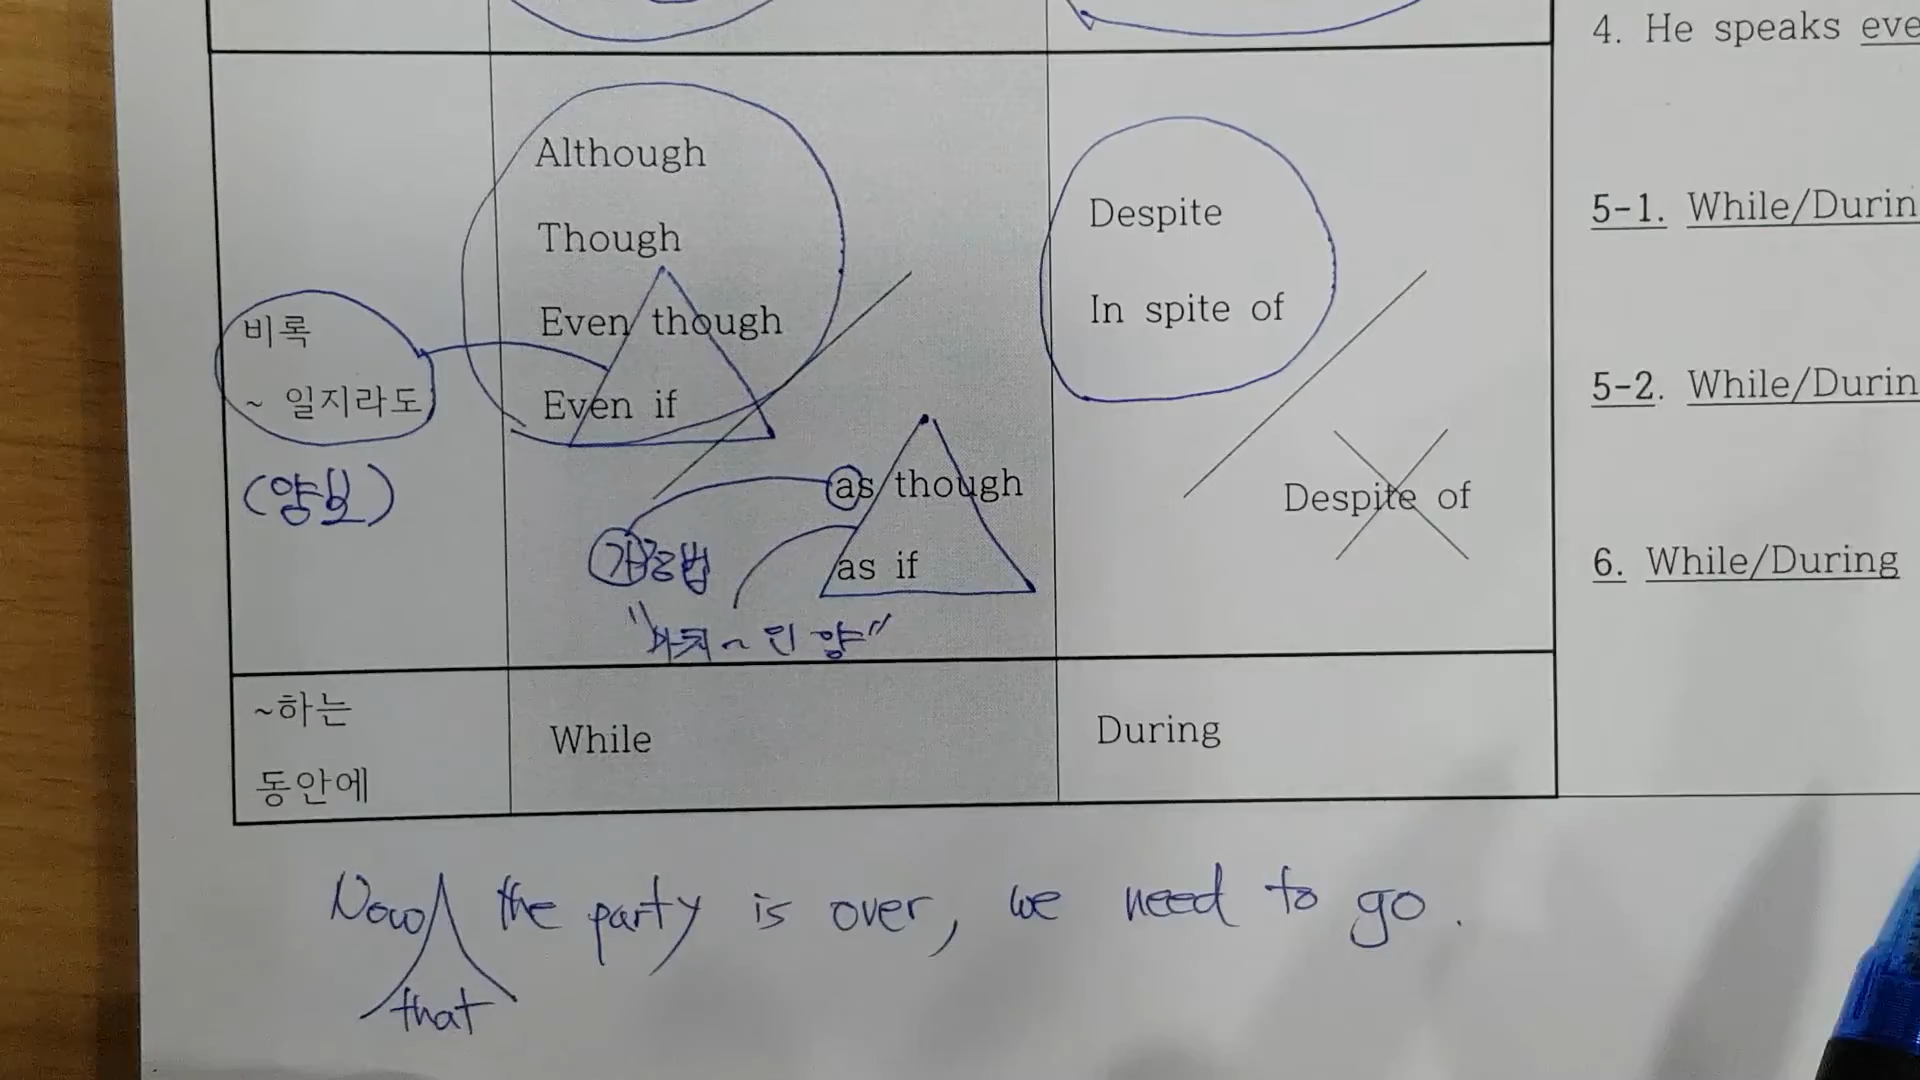 비록
~ 일지라도
(양보)
Although
Though
Even though
Even if
as though
as if
가정법
"마치 ~ 인 양"
Despite
In spite of
Despite of
~하는
동안에
While
During
4. He speaks eve
5-1. While/Durin
5-2. While/Durin
6. While/During
Now the party is over, we need to go.
that